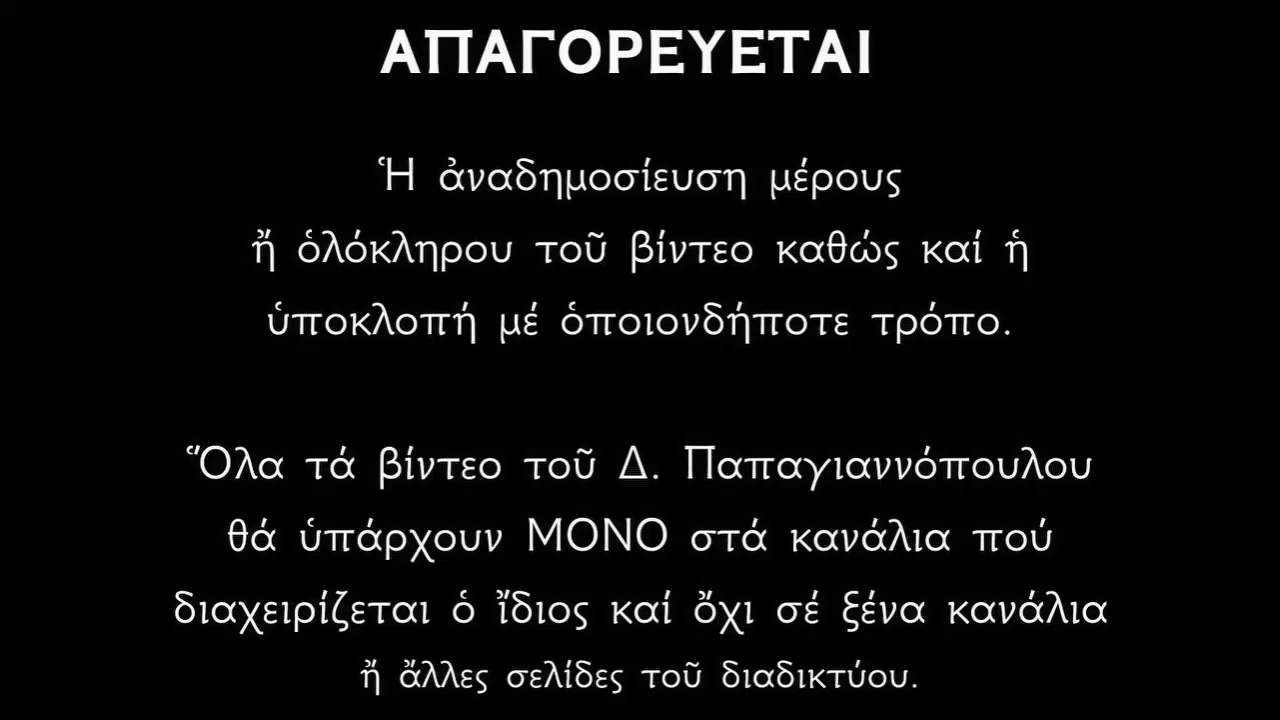 ΑΠΑΓΟΡΕΥΕΤΑΙ
Ἡ ἀναδημοσίευση μέρους
ἤ ὁλόκληρου τοῦ βίντεο καθώς καί ἡ
ὑποκλοπή μέ ὁποιονδήποτε τρόπο.
Ὅλα τά βίντεο τοῦ Δ. Παπαγιαννόπουλου
θά ὑπάρχουν ΜΟΝΟ στά κανάλια πού
διαχειρίζεται ὁ ἴδιος καί ὄχι σέ ξένα κανάλια
ἤ ἄλλες σελίδες τοῦ διαδικτύου.